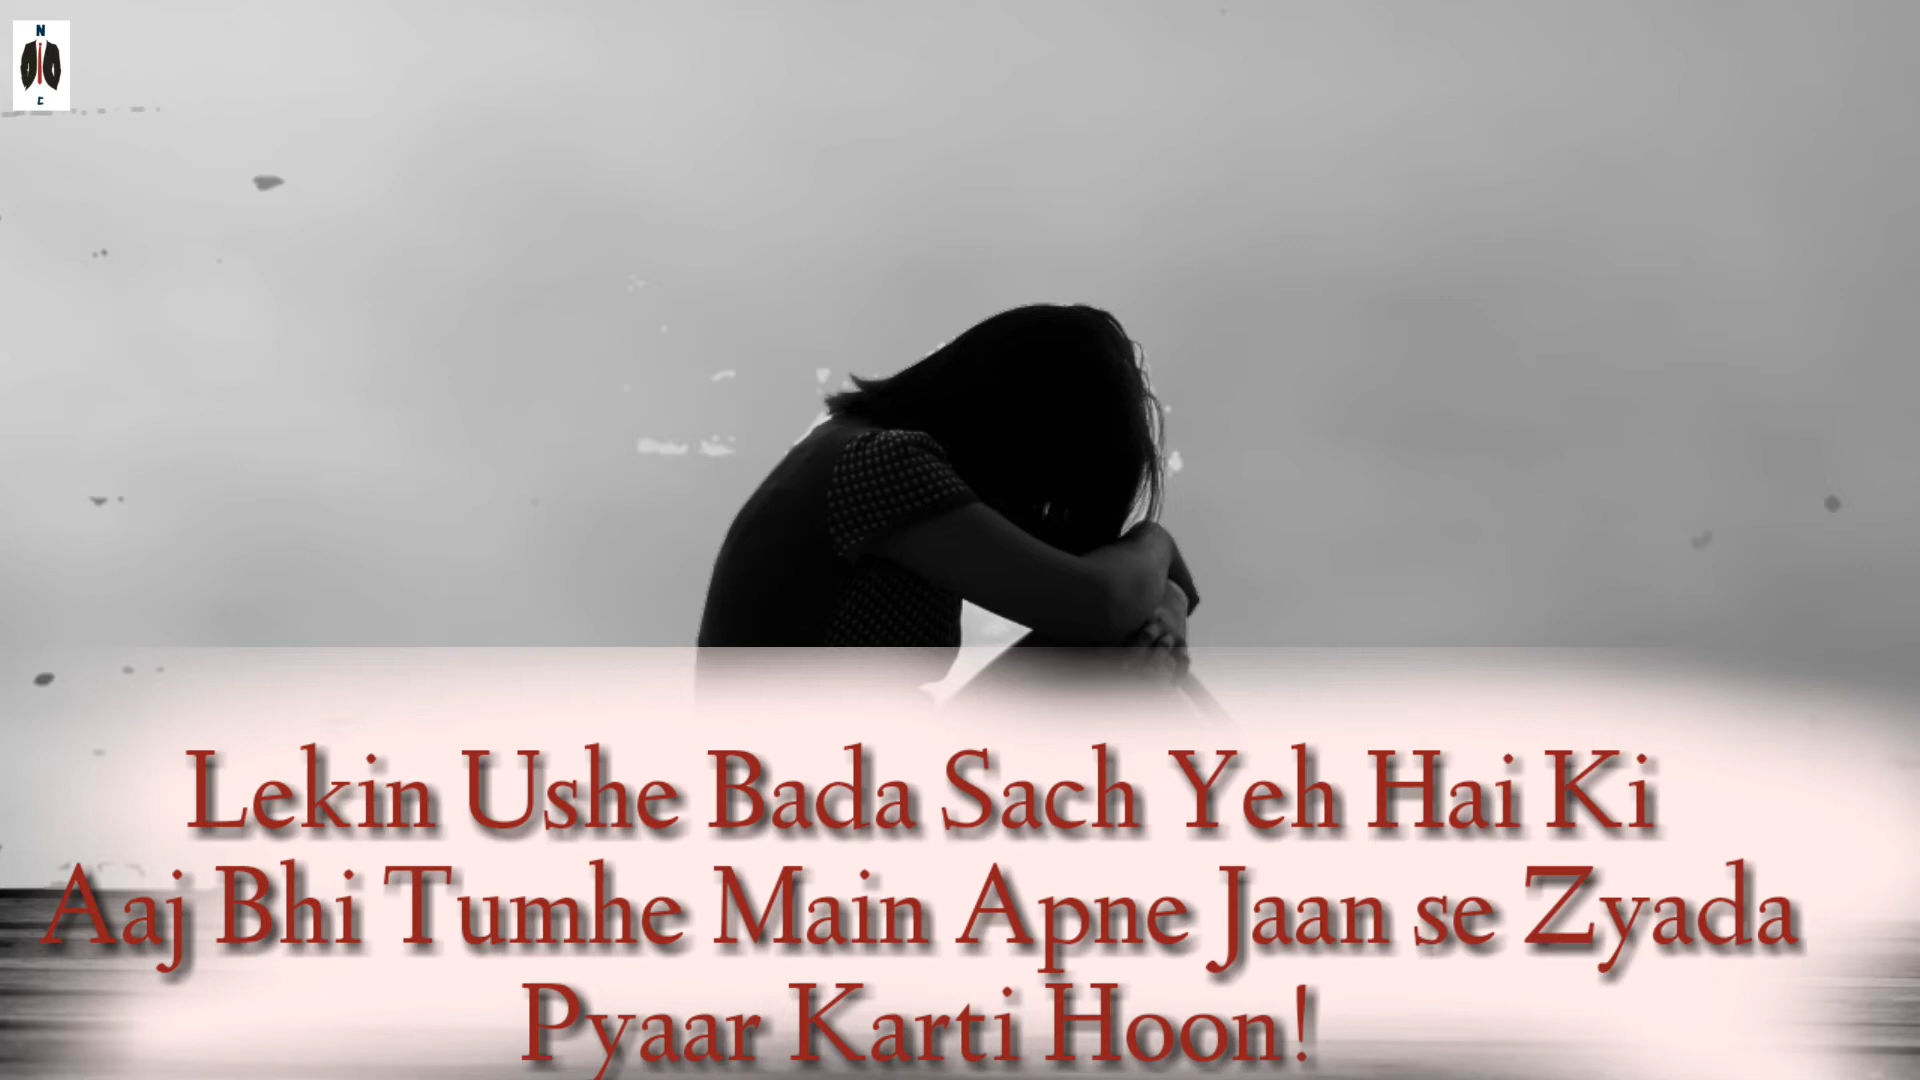 N
C
Lekin Ushe Bada Sach Yeh Hai Ki
Aaj Bhi Tumhe Main Apne Jaan se Zyada
Pyaar Karti Hoon!